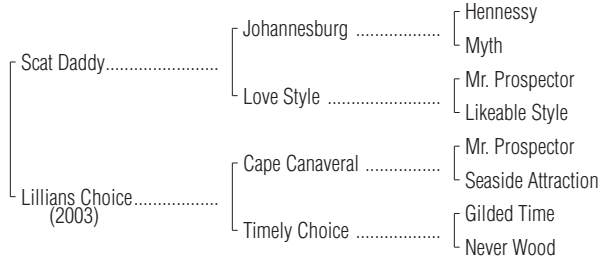 Hennessy
Johannesburg ..................
Myth
Scat Daddy........................
Mr. Prospector
Love Style ........................
Likeable Style
Mr. Prospector
Cape Canaveral ................
Seaside Attraction
Lillians Choice..................
(2003)
Gilded Time
Timely Choice ..................
Never Wood